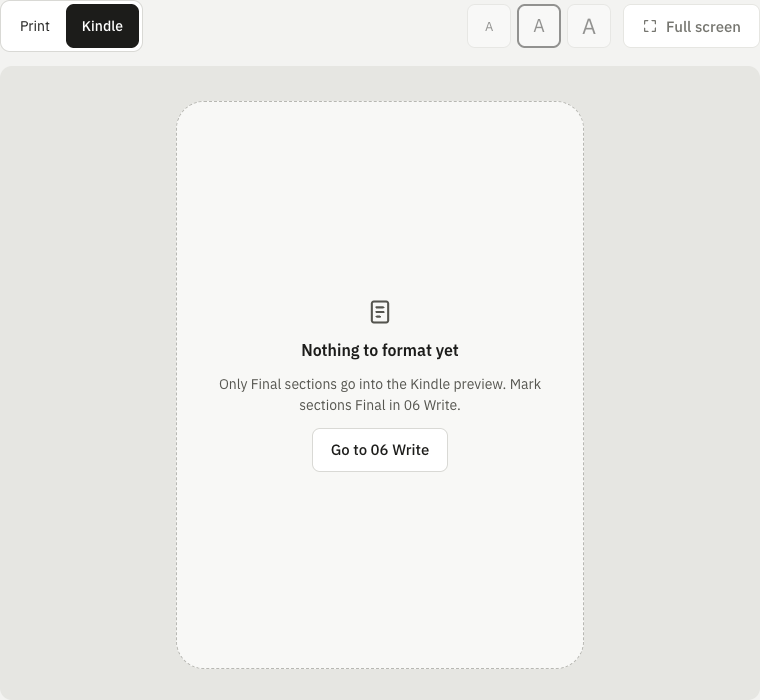 Print
Kindle
A
A
A
Full screen
Nothing to format yet
Only Final sections go into the Kindle preview. Mark
sections Final in 06 Write.
Go to 06 Write